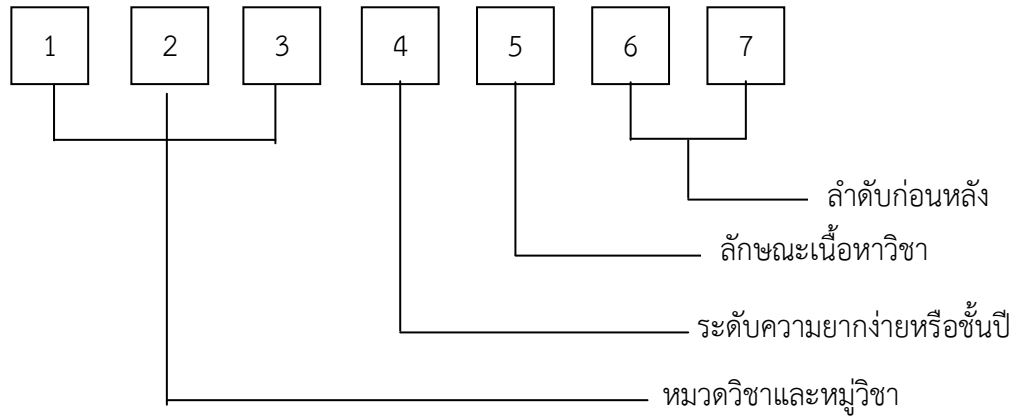 1 2 3 4 5 6 7
ลำดับก่อนหลัง
ลักษณะเนื้อหาวิชา
ระดับความยากง่ายหรือชั้นปี
หมวดวิชาและหมู่วิชา